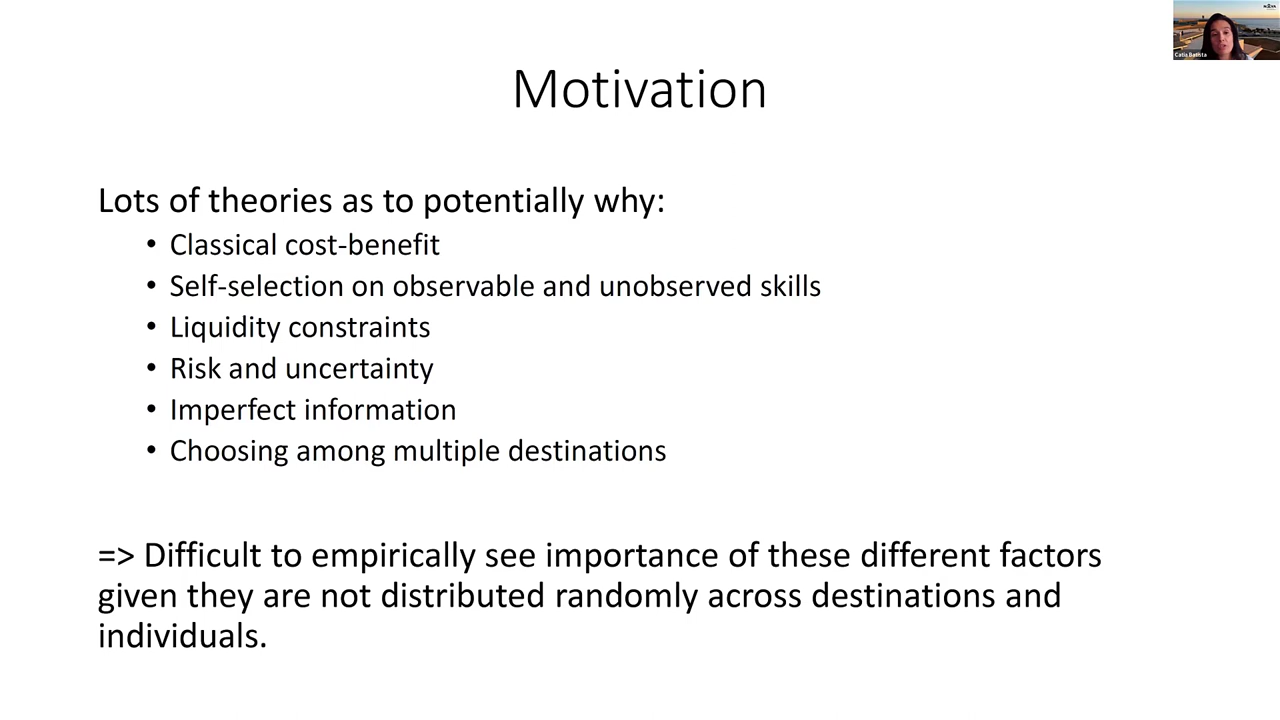 Catia Batista
Motivation
Lots of theories as to potentially why:
• Classical cost-benefit
• Self-selection on observable and unobserved skills
• Liquidity constraints
• Risk and uncertainty
• Imperfect information
• Choosing among multiple destinations
=> Difficult to empirically see importance of these different factors
given they are not distributed randomly across destinations and
individuals.